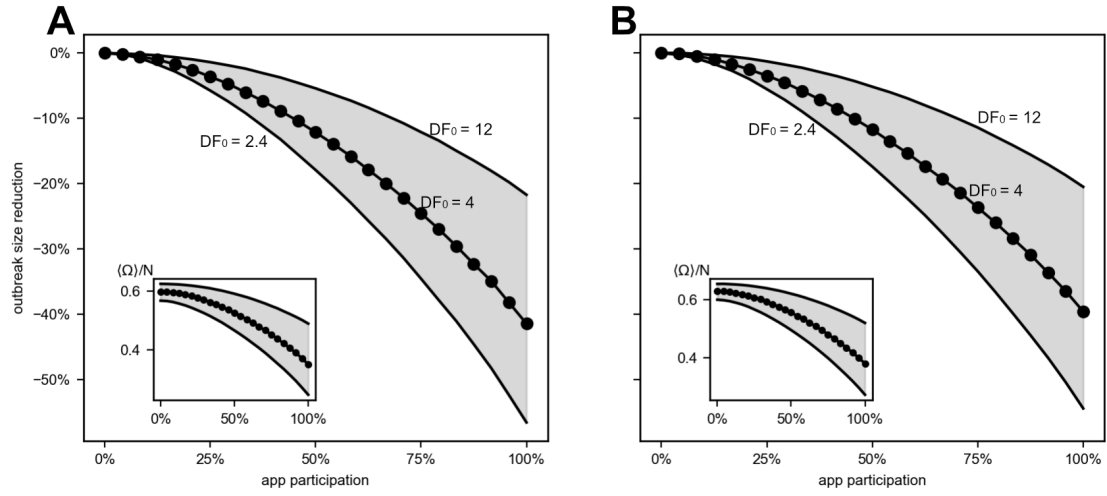 A
outbreak size reduction
0%
−10%
−20%
−30%
−40%
−50%
DF₀ = 12
DF₀ = 2.4
DF₀ = 4
⟨Ω⟩/N
0.6
0.4
0% 50% 100%
0% 25% 50% 75% 100%
app participation
B
DF₀ = 12
DF₀ = 2.4
DF₀ = 4
⟨Ω⟩/N
0.6
0.4
0% 50% 100%
0% 25% 50% 75% 100%
app participation